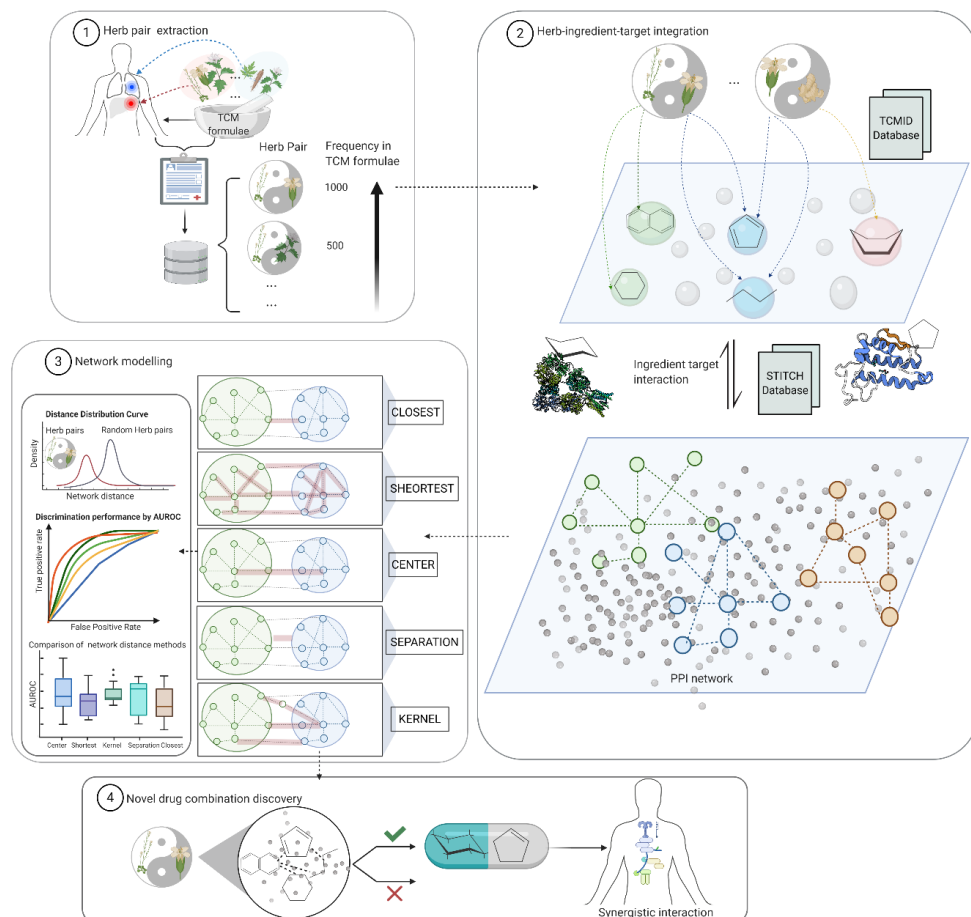 1 Herb pair extraction
...
...
TCM
formulae
Herb Pair
Frequency in
TCM formulae
1000
500
...
...
2 Herb-ingredient-target integration
...
TCMID
Database
Ingredient target
interaction
STITCH
Database
PPI network
3 Network modelling
Distance Distribution Curve
Herb pairs
Random Herb pairs
Density
Network distance
Discrimination performance by AUROC
True positive rate
False Positive Rate
Comparison of network distance methods
AUROC
Center
Shortest
Kernel
Separation
Closest
CLOSEST
SHEORTEST
CENTER
SEPARATION
KERNEL
4 Novel drug combination discovery
Synergistic interaction